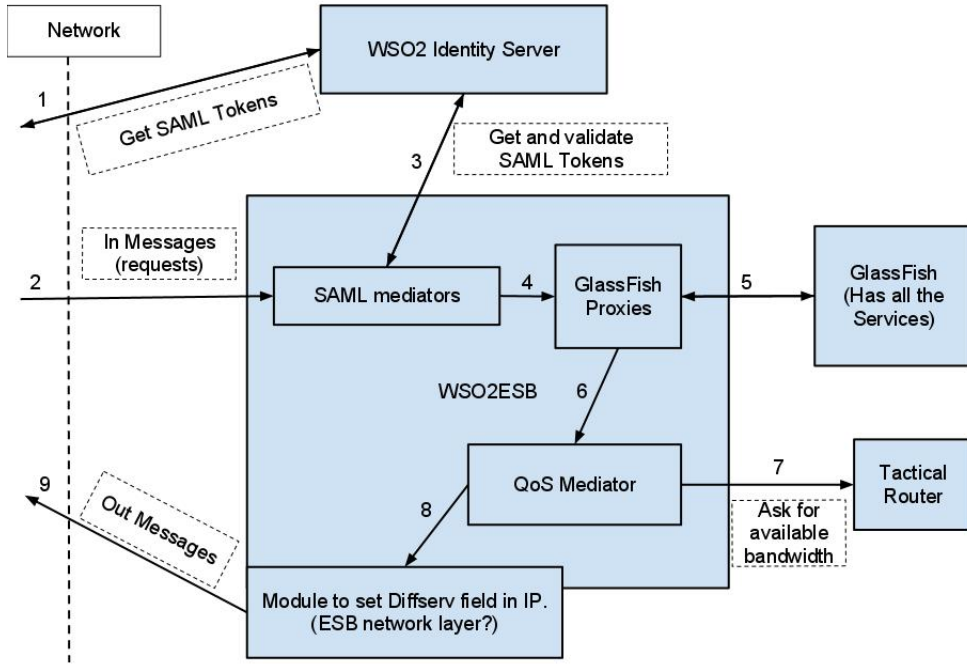 Network
WSO2 Identity Server
1
Get SAML Tokens
3
Get and validate
SAML Tokens
In Messages
(requests)
2
SAML mediators
4
GlassFish
Proxies
5
GlassFish
(Has all the
Services)
WSO2ESB
6
QoS Mediator
7
Tactical
Router
Ask for
available
bandwidth
8
9
Out Messages
Module to set Diffserv field in IP.
(ESB network layer?)